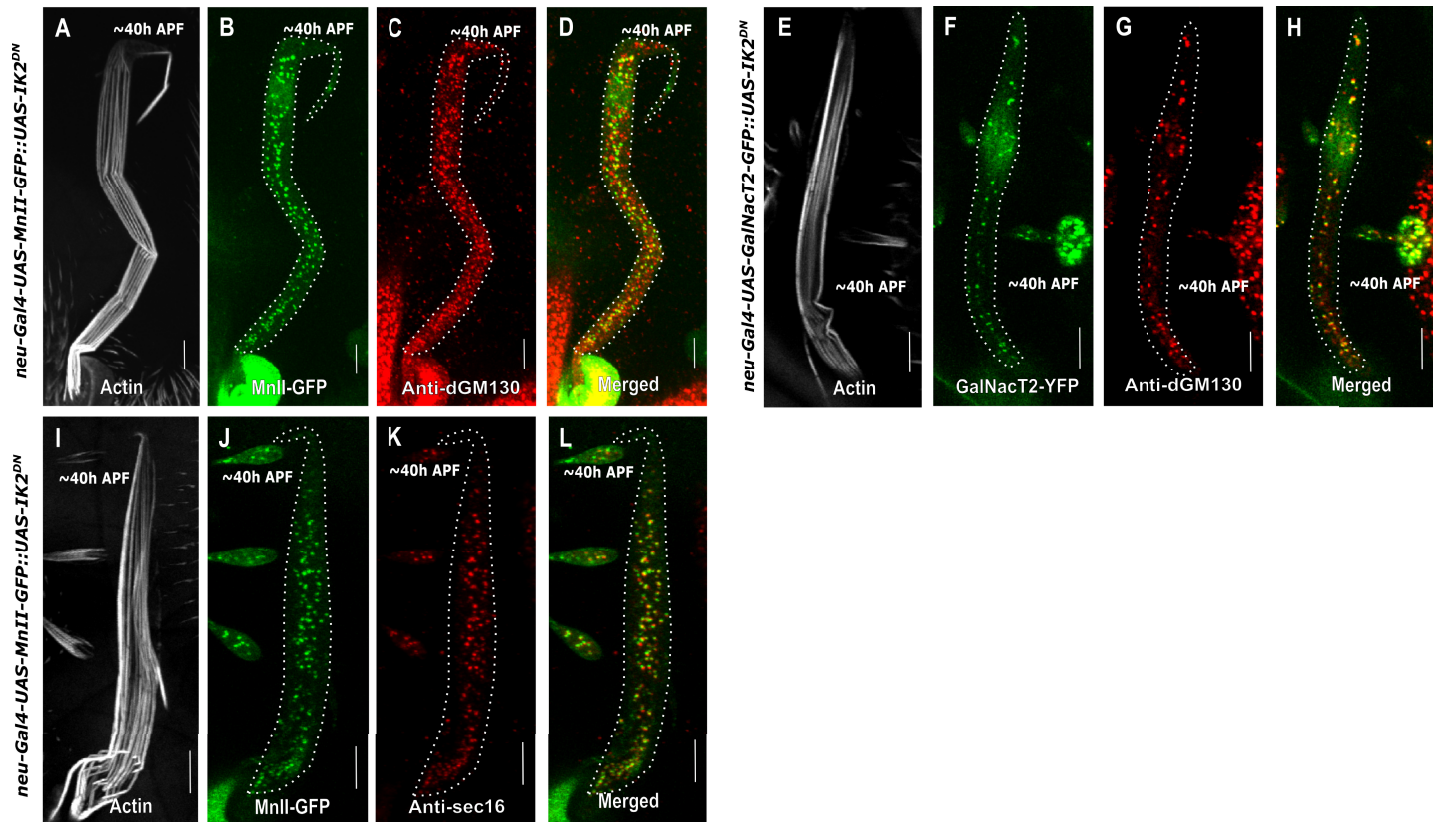 neu-Gal4-UAS-MnII-GFP::UAS-IK2DN
A
~40h APF
Actin
B
~40h APF
MnII-GFP
C
~40h APF
Anti-dGM130
D
~40h APF
Merged
neu-Gal4-UAS-GalNacT2-GFP::UAS-IK2DN
E
~40h APF
Actin
F
~40h APF
GalNacT2-YFP
G
~40h APF
Anti-dGM130
H
~40h APF
Merged
neu-Gal4-UAS-MnII-GFP::UAS-IK2DN
I
~40h APF
Actin
J
~40h APF
MnII-GFP
K
~40h APF
Anti-sec16
L
~40h APF
Merged